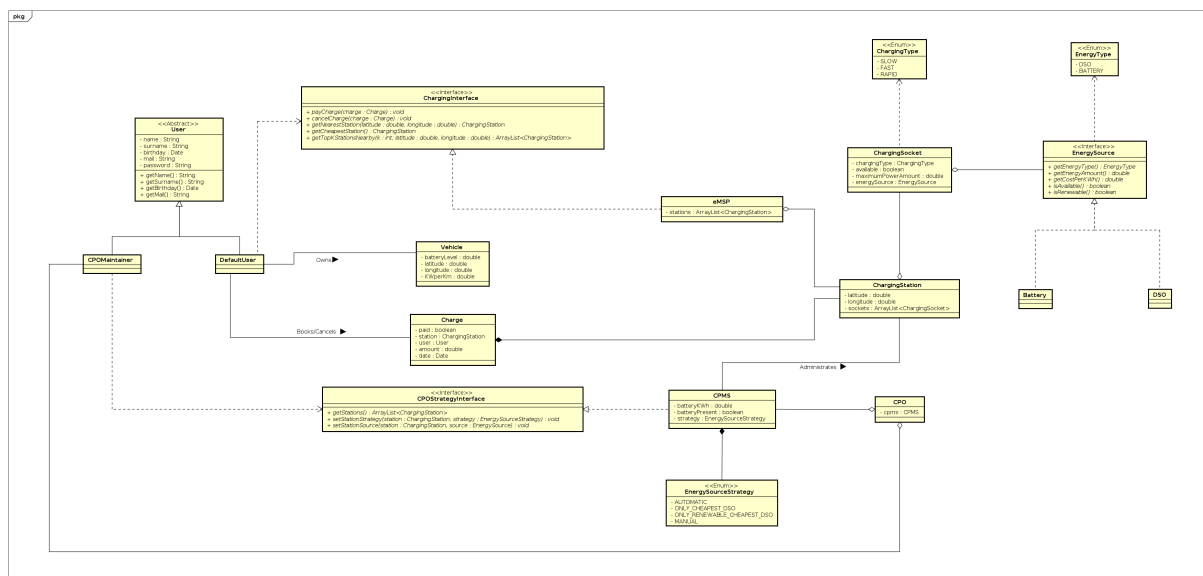 pkg
<<Enum>>
ChargingType
- SLOW
- FAST
- RAPID
<<Enum>>
EnergyType
- DSO
- BATTERY
<<Interface>>
ChargingInterface
+ payCharge(charge : Charge) : void
+ cancelCharge(charge : Charge) : void
+ getNearestStation(latitude : double, longitude : double) : ChargingStation
+ getCheapestStation() : ChargingStation
+ getTopKStationsNearby(k : int, latitude : double, longitude : double) : ArrayList<ChargingStation>
<<Abstract>>
User
- name : String
- surname : String
- birthday : Date
- mail : String
- password : String
+ getName() : String
+ getSurname() : String
+ getBirthday() : Date
+ getMail() : String
ChargingSocket
- chargingType : ChargingType
- available : boolean
- maximumPowerAmount : double
- energySource : EnergySource
<<Interface>>
EnergySource
+ getEnergyType() : EnergyType
+ getEnergyAmount() : double
+ getCostPerKWh() : double
+ isAvailable() : boolean
+ isRenewable() : boolean
eMSP
- stations : ArrayList<ChargingStation>
CPOMaintainer
DefaultUser
Owns
Vehicle
- batteryLevel : double
- latitude : double
- longitude : double
- KWperKm : double
ChargingStation
- latitude : double
- longitude : double
- sockets : ArrayList<ChargingSocket>
Battery
DSO
Books/Cancels
Charge
- paid : boolean
- station : ChargingStation
- user : User
- amount : double
- date : Date
Administrates
<<Interface>>
CPOStrategyInterface
+ getStations() : ArrayList<ChargingStation>
+ setStationStrategy(station : ChargingStation, strategy : EnergySourceStrategy) : void
+ setStationSource(station : ChargingStation, source : EnergySource) : void
CPMS
- batteryKWh : double
- batteryPresent : boolean
- strategy : EnergySourceStrategy
CPO
- cpms : CPMS
<<Enum>>
EnergySourceStrategy
- AUTOMATIC
- ONLY_CHEAPEST_DSO
- ONLY_RENEWABLE_CHEAPEST_DSO
- MANUAL